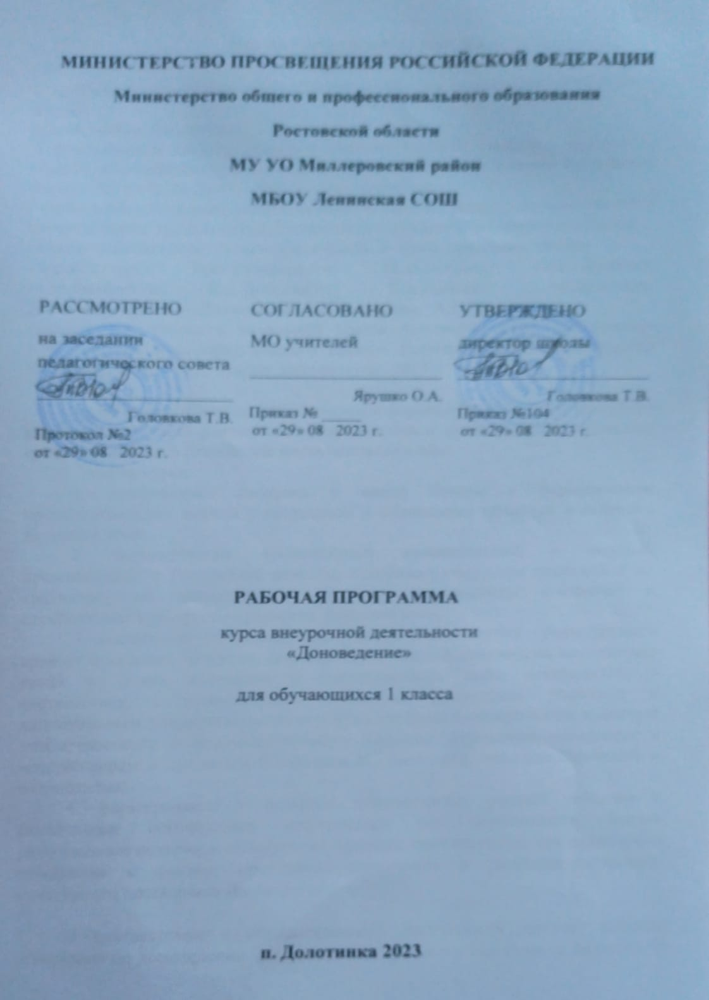 МИНИСТЕРСТВО ПРОСВЕЩЕНИЯ РОССИЙСКОЙ ФЕДЕРАЦИИ
Министерство общего и профессионального образования
Ростовской области
МУ УО Миллеровский район
МБОУ Ленинская СОШ
РАССМОТРЕНО
на заседании
педагогического совета
Головкова Т.В.
Протокол №2
от «29» 08 2023 г.
СОГЛАСОВАНО
МО учителей
Ярушко О.А.
Приказ № ____
от «29» 08 2023 г.
УТВЕРЖДЕНО
директор школы
Головкова Т.В.
Приказ №104
от «29» 08 2023 г.
РАБОЧАЯ ПРОГРАММА
курса внеурочной деятельности
«Доноведение»
для обучающихся 1 класса
п. Долотинка 2023